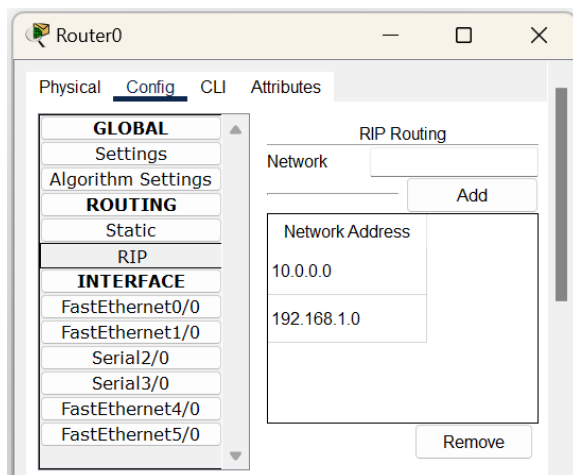 Router0
Physical Config CLI Attributes
GLOBAL
Settings
Algorithm Settings
ROUTING
Static
RIP
INTERFACE
FastEthernet0/0
FastEthernet1/0
Serial2/0
Serial3/0
FastEthernet4/0
FastEthernet5/0
RIP Routing
Network
Add
Network Address
10.0.0.0
192.168.1.0
Remove